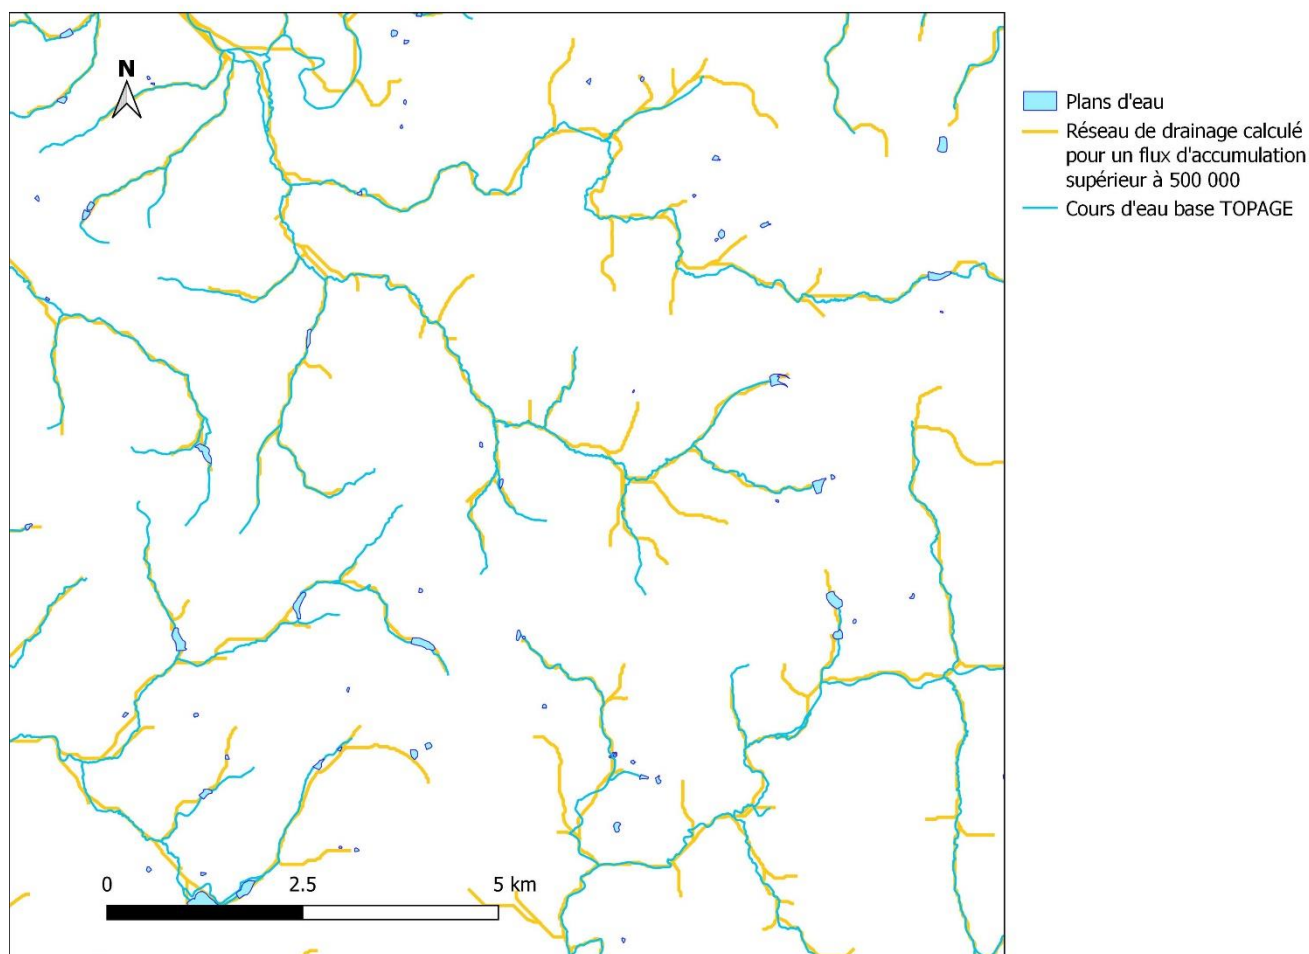 N
Plans d'eau
Réseau de drainage calculé
pour un flux d'accumulation
supérieur à 500 000
Cours d'eau base TOPAGE
0 2.5 5 km